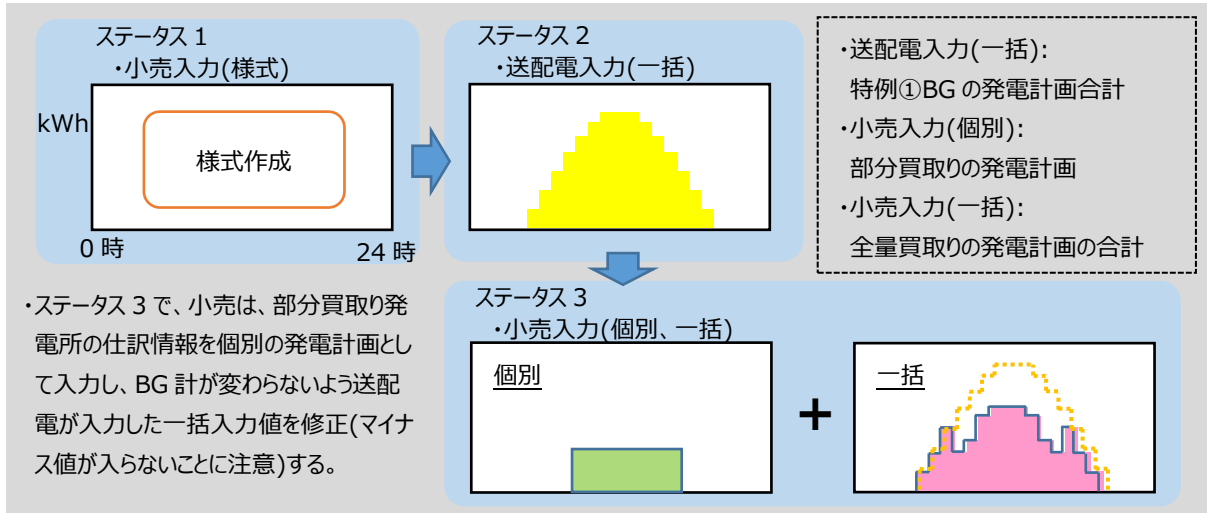 ステータス 1
・小売入力(様式)
kWh
様式作成
0 時
24 時
ステータス 2
・送配電入力(一括)
・送配電入力(一括):
特例①BG の発電計画合計
・小売入力(個別):
部分買取りの発電計画
・小売入力(一括):
全量買取りの発電計画の合計
・ステータス 3 で、小売は、部分買取り発
電所の仕訳情報を個別の発電計画とし
て入力し、BG 計が変わらないよう送配
電が入力した一括入力値を修正(マイナ
ス値が入らないことに注意)する。
ステータス 3
・小売入力(個別、一括)
個別
+
一括